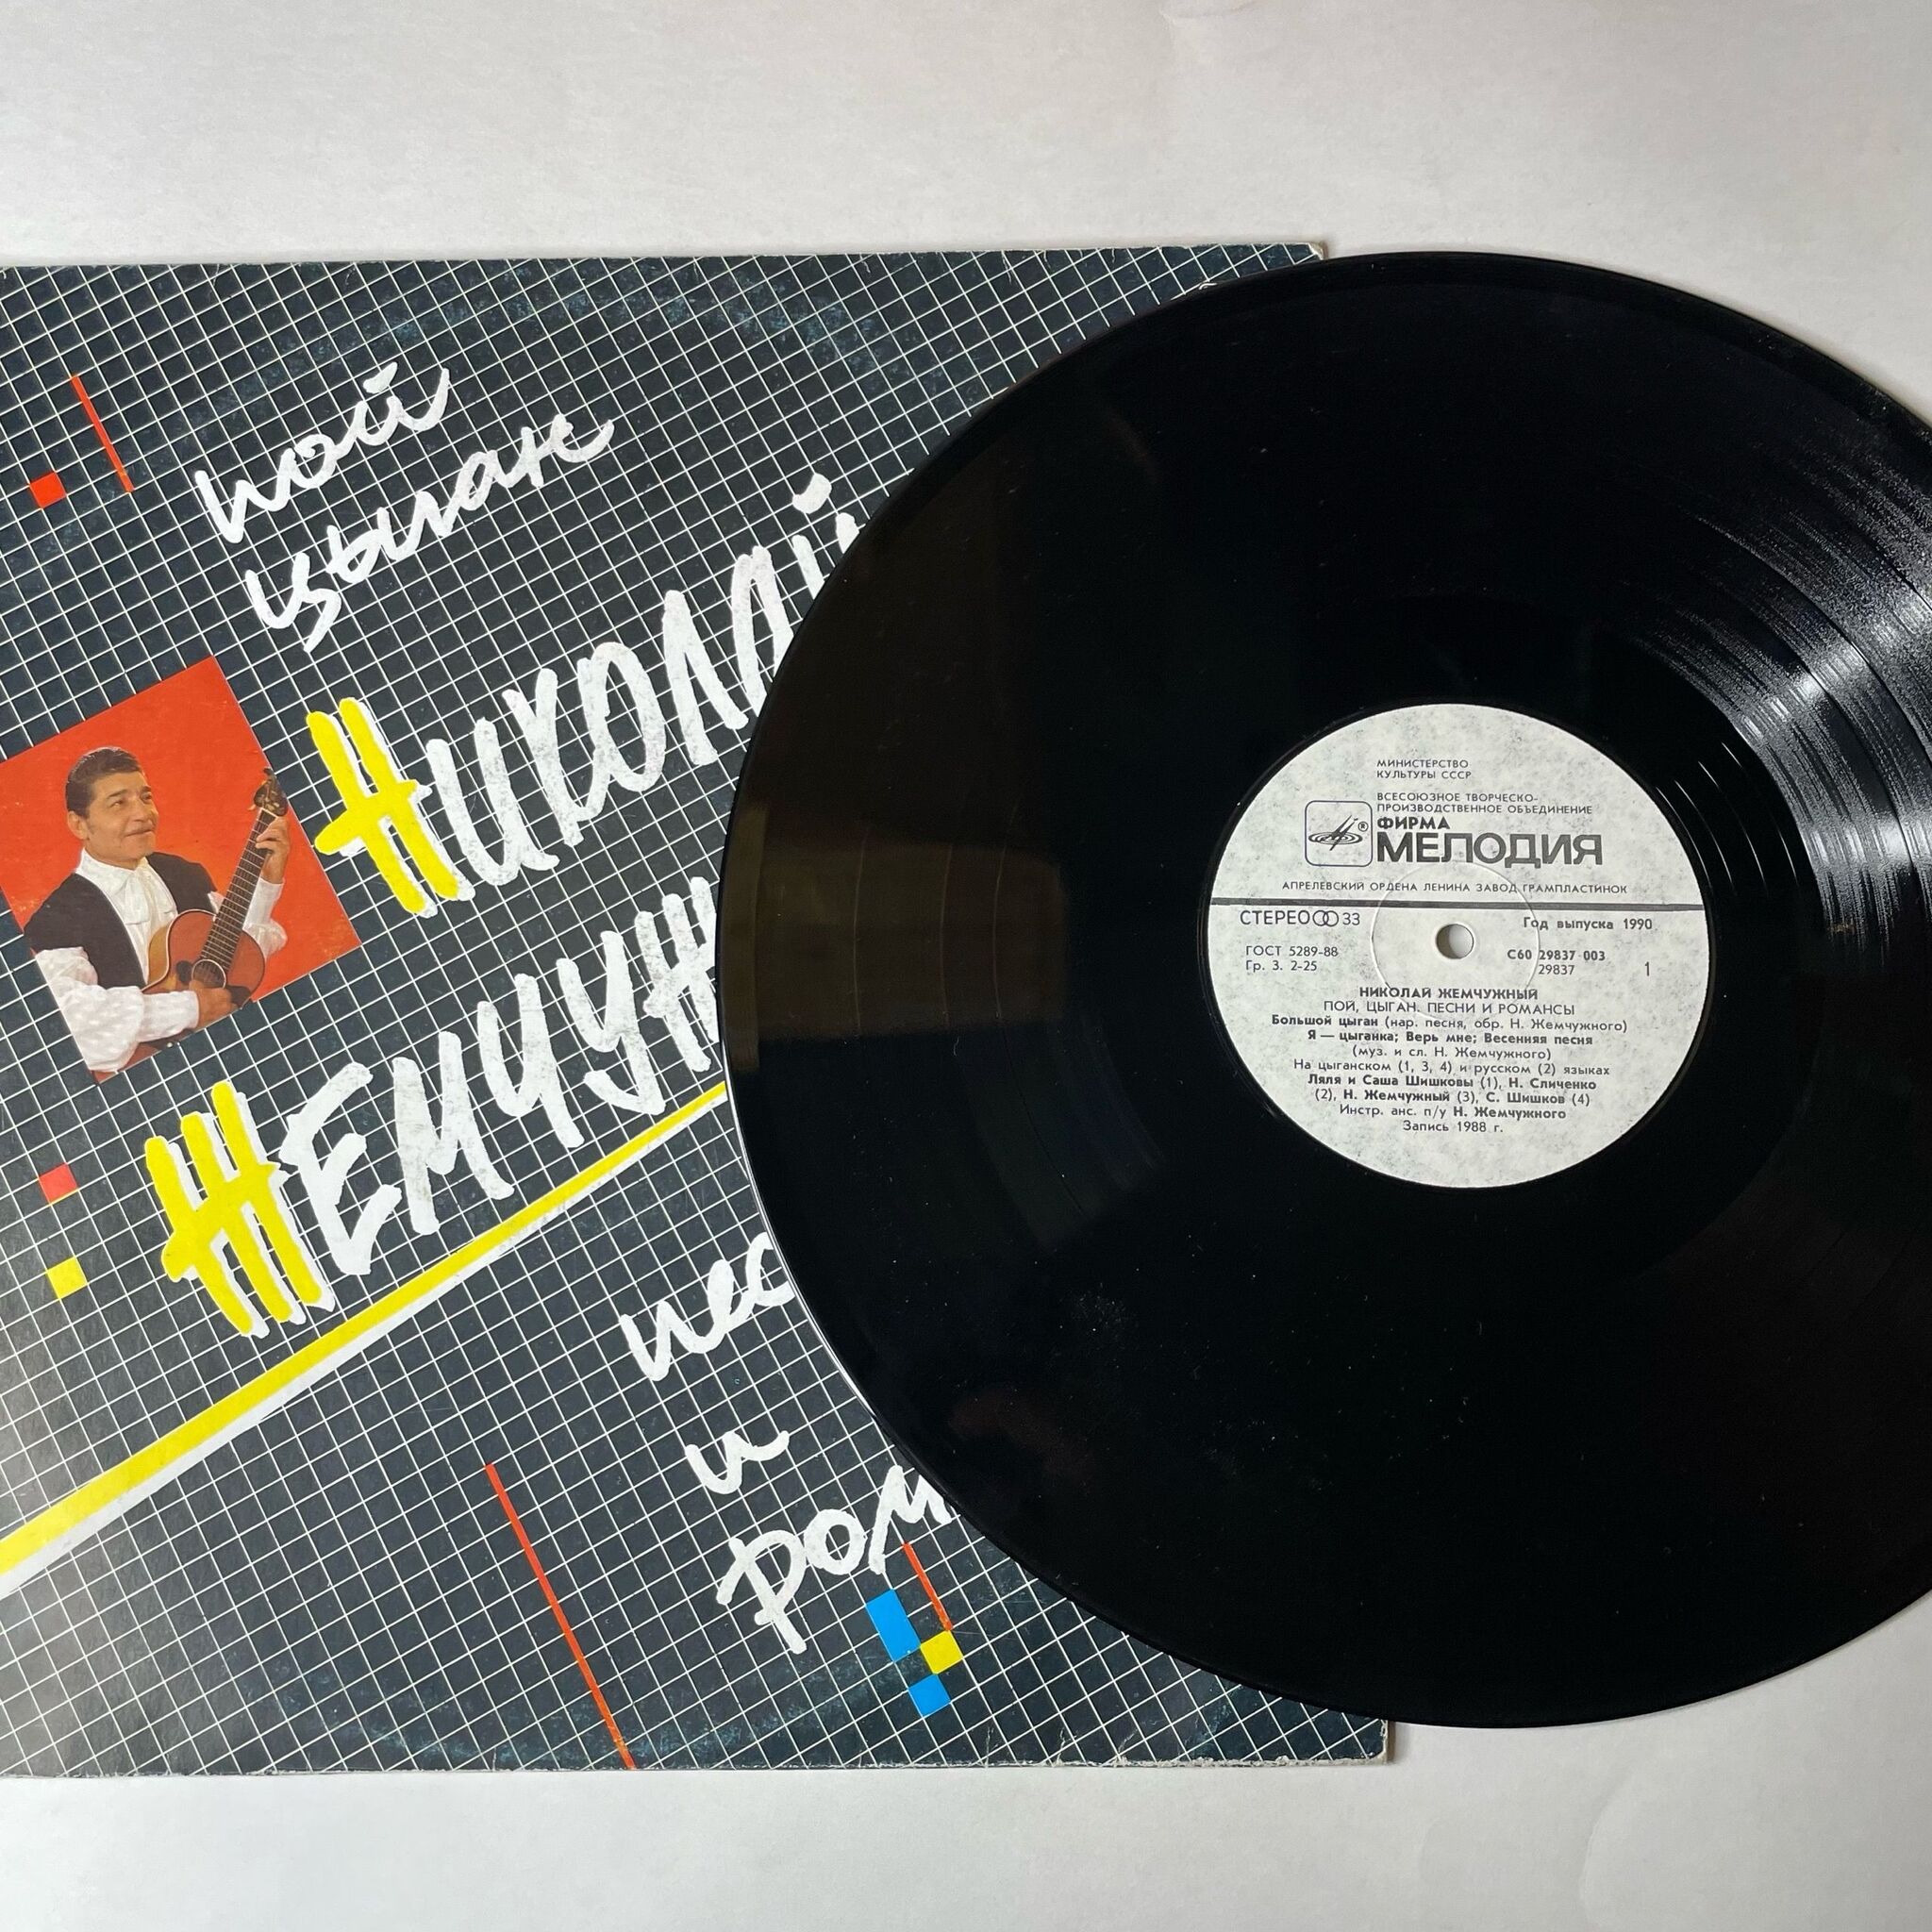 пой
цыган
НИКОЛАЙ
ЖЕМЧУЖ
пес
и
ром
МИНИСТЕРСТВО
КУЛЬТУРЫ СССР
ВСЕСОЮЗНОЕ ТВОРЧЕСКО-
ПРОИЗВОДСТВЕННОЕ ОБЪЕДИНЕНИЕ
ФИРМА
® МЕЛОДИЯ
АПРЕЛЕВСКИЙ ОРДЕНА ЛЕНИНА ЗАВОД ГРАМПЛАСТИНОК
СТЕРЕО 33 Год выпуска 1990
ГОСТ 5289-88 С60 29837 003
Гр. 3. 2-25 29837 1
НИКОЛАЙ ЖЕМЧУЖНЫЙ
ПОЙ, ЦЫГАН. ПЕСНИ И РОМАНСЫ
Большой цыган (нар. песня, обр. Н. Жемчужного)
Я — цыганка; Верь мне; Весенняя песня
(муз. и сл. Н. Жемчужного)
На цыганском (1, 3, 4) и русском (2) языках
Ляля и Саша Шишковы (1), Н. Сличенко
(2), Н. Жемчужный (3), С. Шишков (4)
Инстр. анс. п/у Н. Жемчужного
Запись 1988 г.